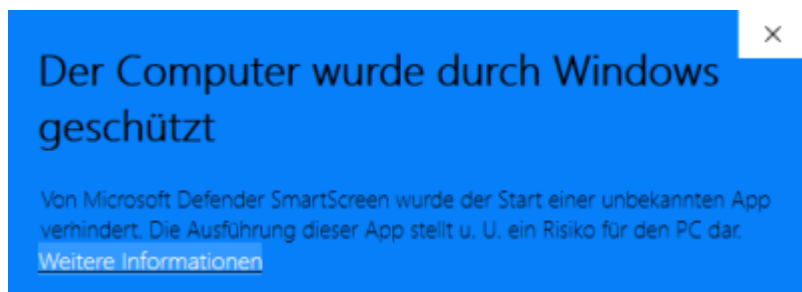 Der Computer wurde durch Windows
geschützt
Von Microsoft Defender SmartScreen wurde der Start einer unbekannten App
verhindert. Die Ausführung dieser App stellt u. U. ein Risiko für den PC dar.
Weitere Informationen